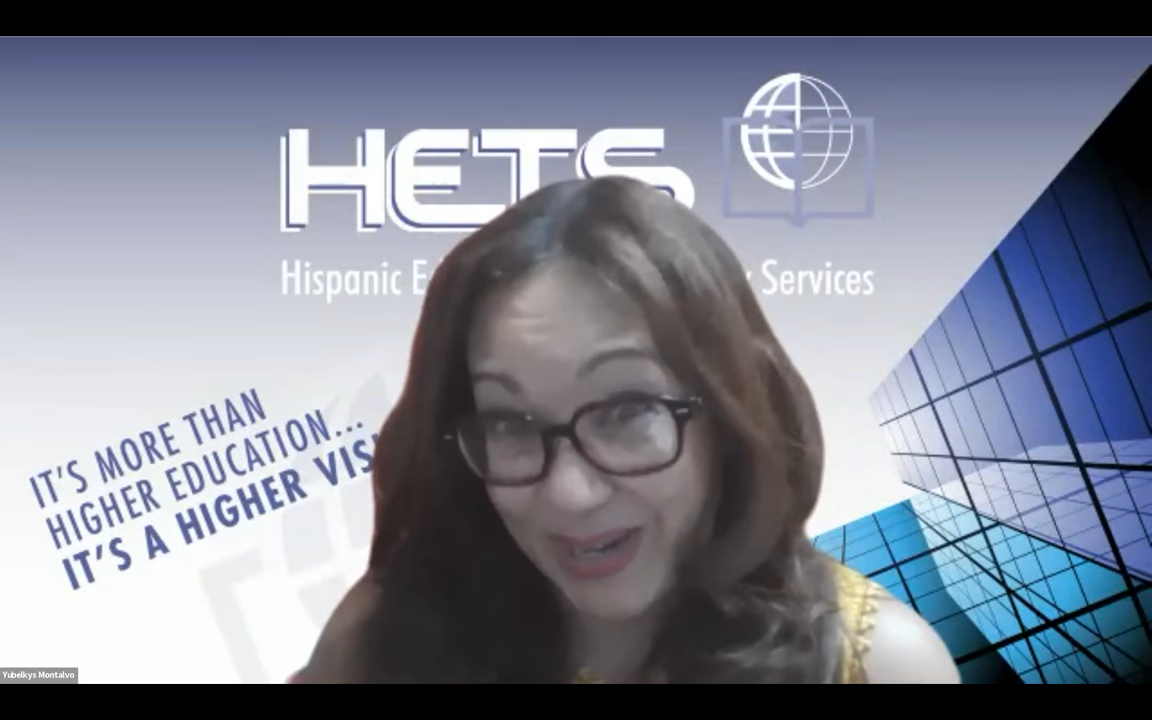 HETS
Hispanic E Services
IT'S MORE THAN
HIGHER EDUCATION...
IT'S A HIGHER VIS
Yubelkys Montalvo